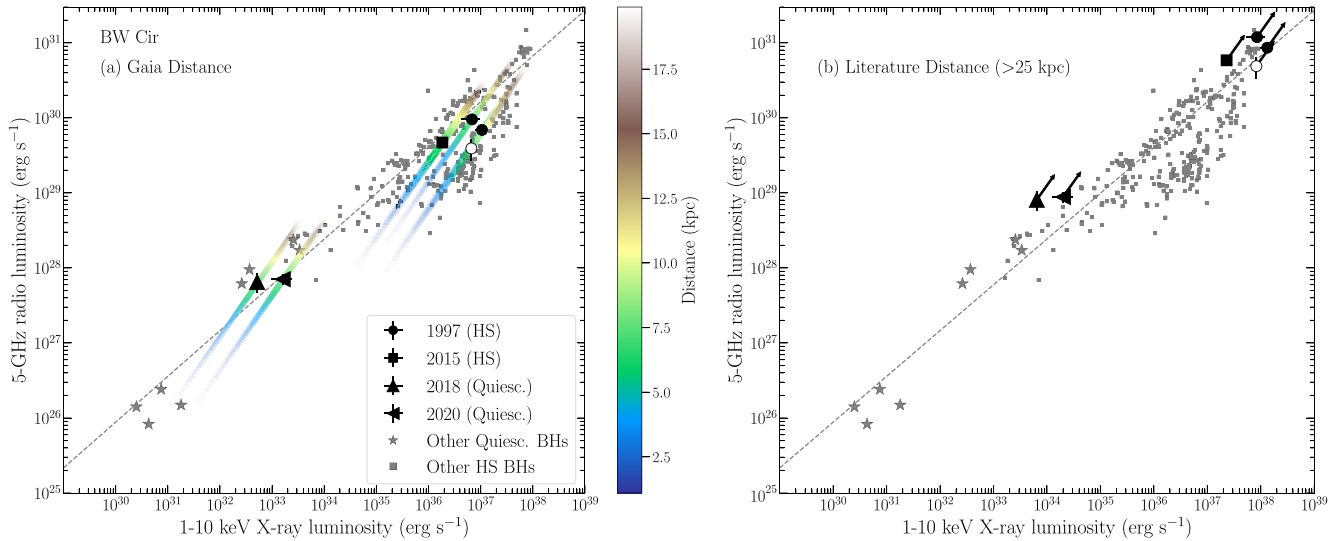 BW Cir
(a) Gaia Distance
10^31
10^30
10^29
10^28
10^27
10^26
10^25
5-GHz radio luminosity (erg s^−1)
10^30 10^31 10^32 10^33 10^34 10^35 10^36 10^37 10^38 10^39
1-10 keV X-ray luminosity (erg s^−1)
1997 (HS)
2015 (HS)
2018 (Quiesc.)
2020 (Quiesc.)
Other Quiesc. BHs
Other HS BHs
17.5
15.0
12.5
10.0
7.5
5.0
2.5
Distance (kpc)
(b) Literature Distance (>25 kpc)
10^31
10^30
10^29
10^28
10^27
10^26
10^25
5-GHz radio luminosity (erg s^−1)
10^30 10^31 10^32 10^33 10^34 10^35 10^36 10^37 10^38 10^39
1-10 keV X-ray luminosity (erg s^−1)